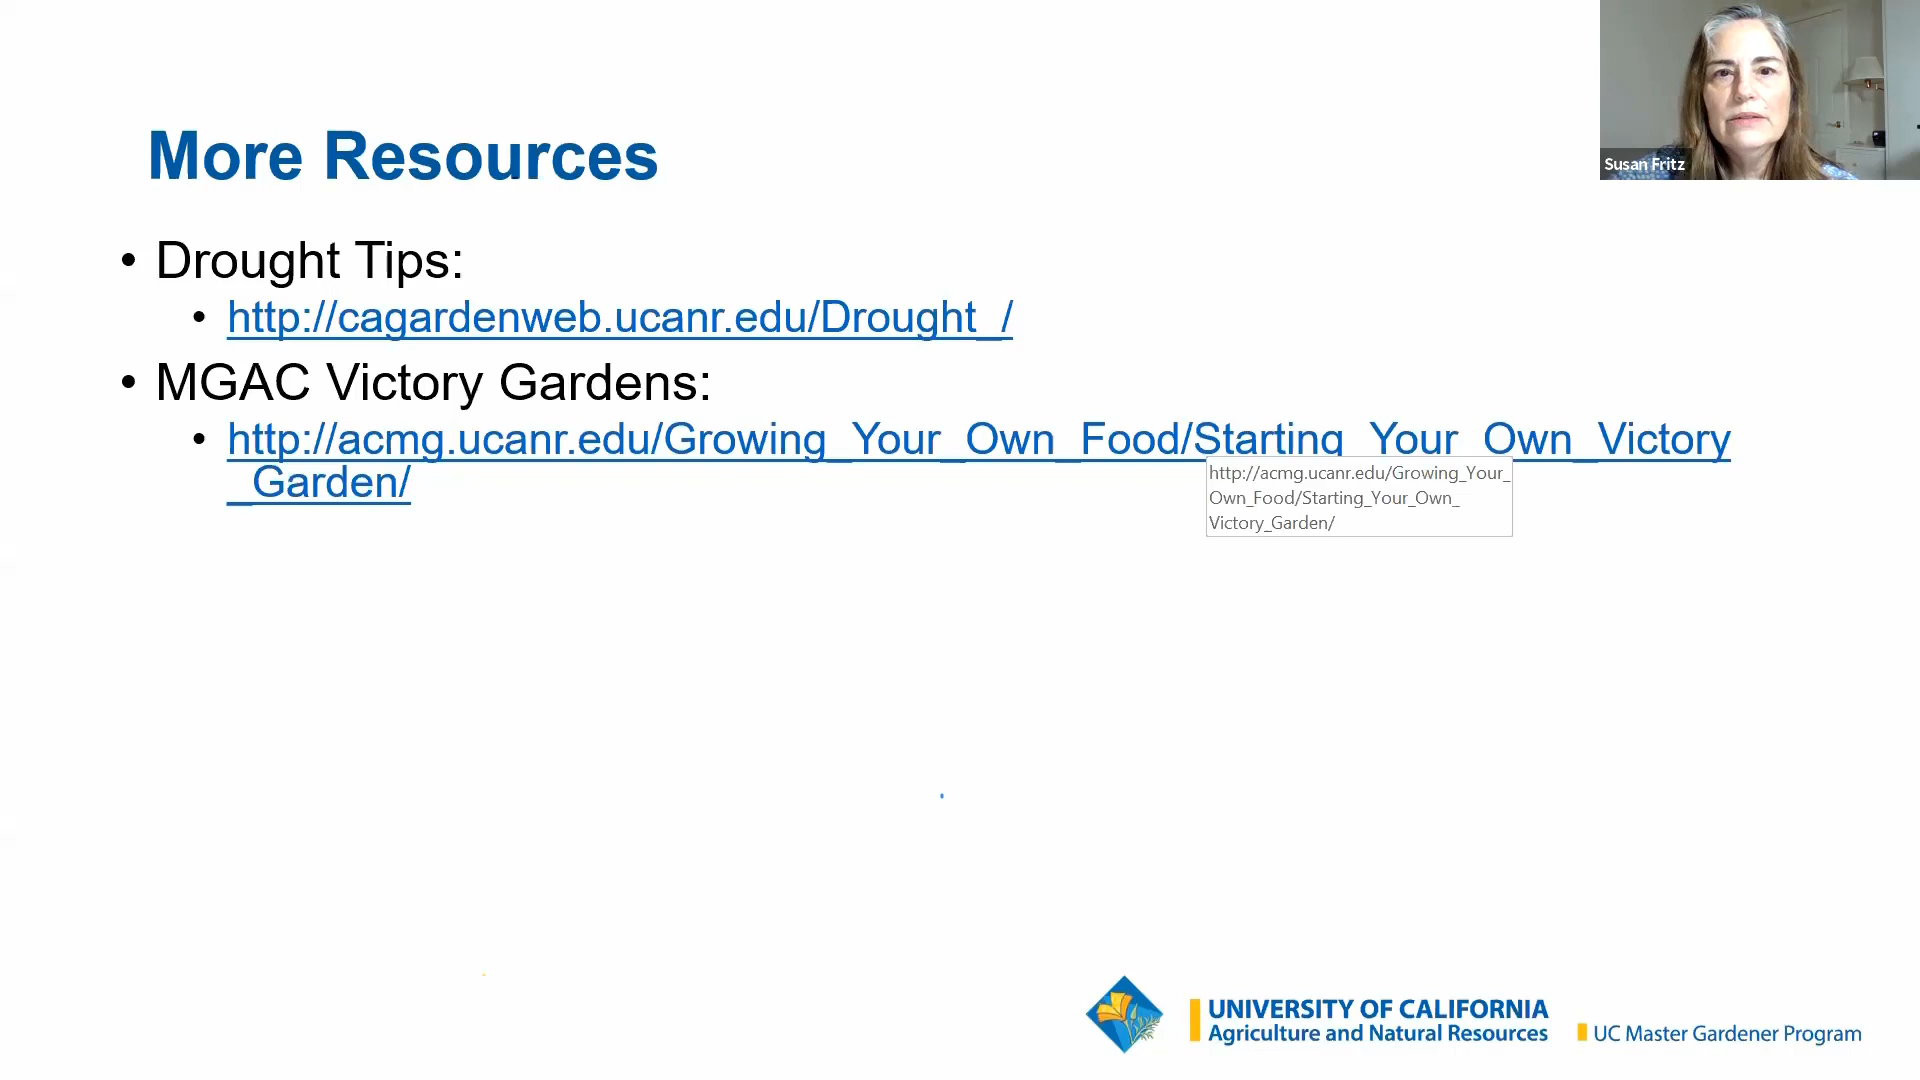 More Resources
Susan Fritz
• Drought Tips:
• http://cagardenweb.ucanr.edu/Drought_/
• MGAC Victory Gardens:
• http://acmg.ucanr.edu/Growing_Your_Own_Food/Starting_Your_Own_Victory
_Garden/
http://acmg.ucanr.edu/Growing_Your_
Own_Food/Starting_Your_Own_
Victory_Garden/
UNIVERSITY OF CALIFORNIA
Agriculture and Natural Resources
UC Master Gardener Program